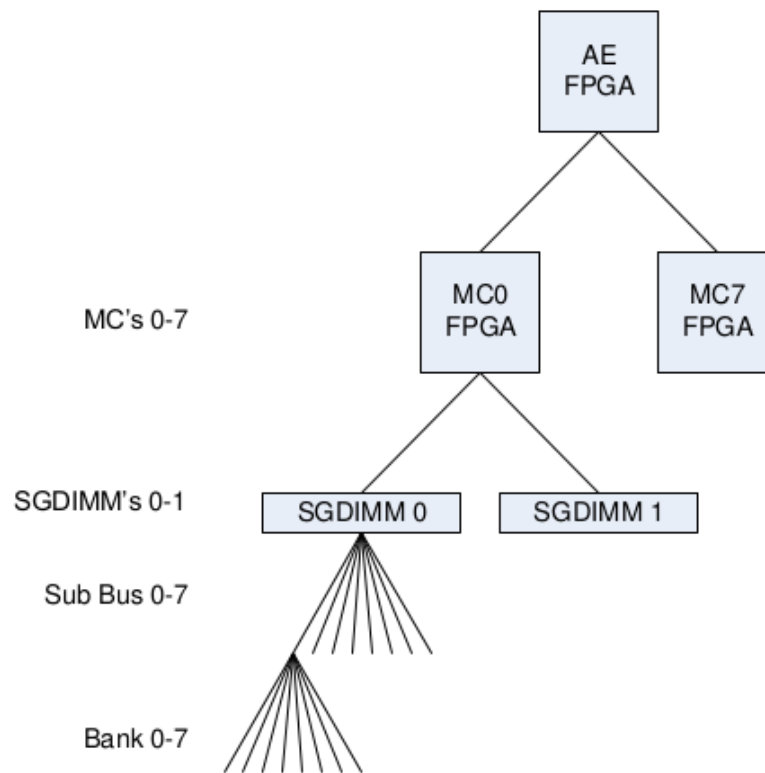 AE
FPGA
MC's 0-7
MC0
FPGA
MC7
FPGA
SGDIMM's 0-1
SGDIMM 0
SGDIMM 1
Sub Bus 0-7
Bank 0-7